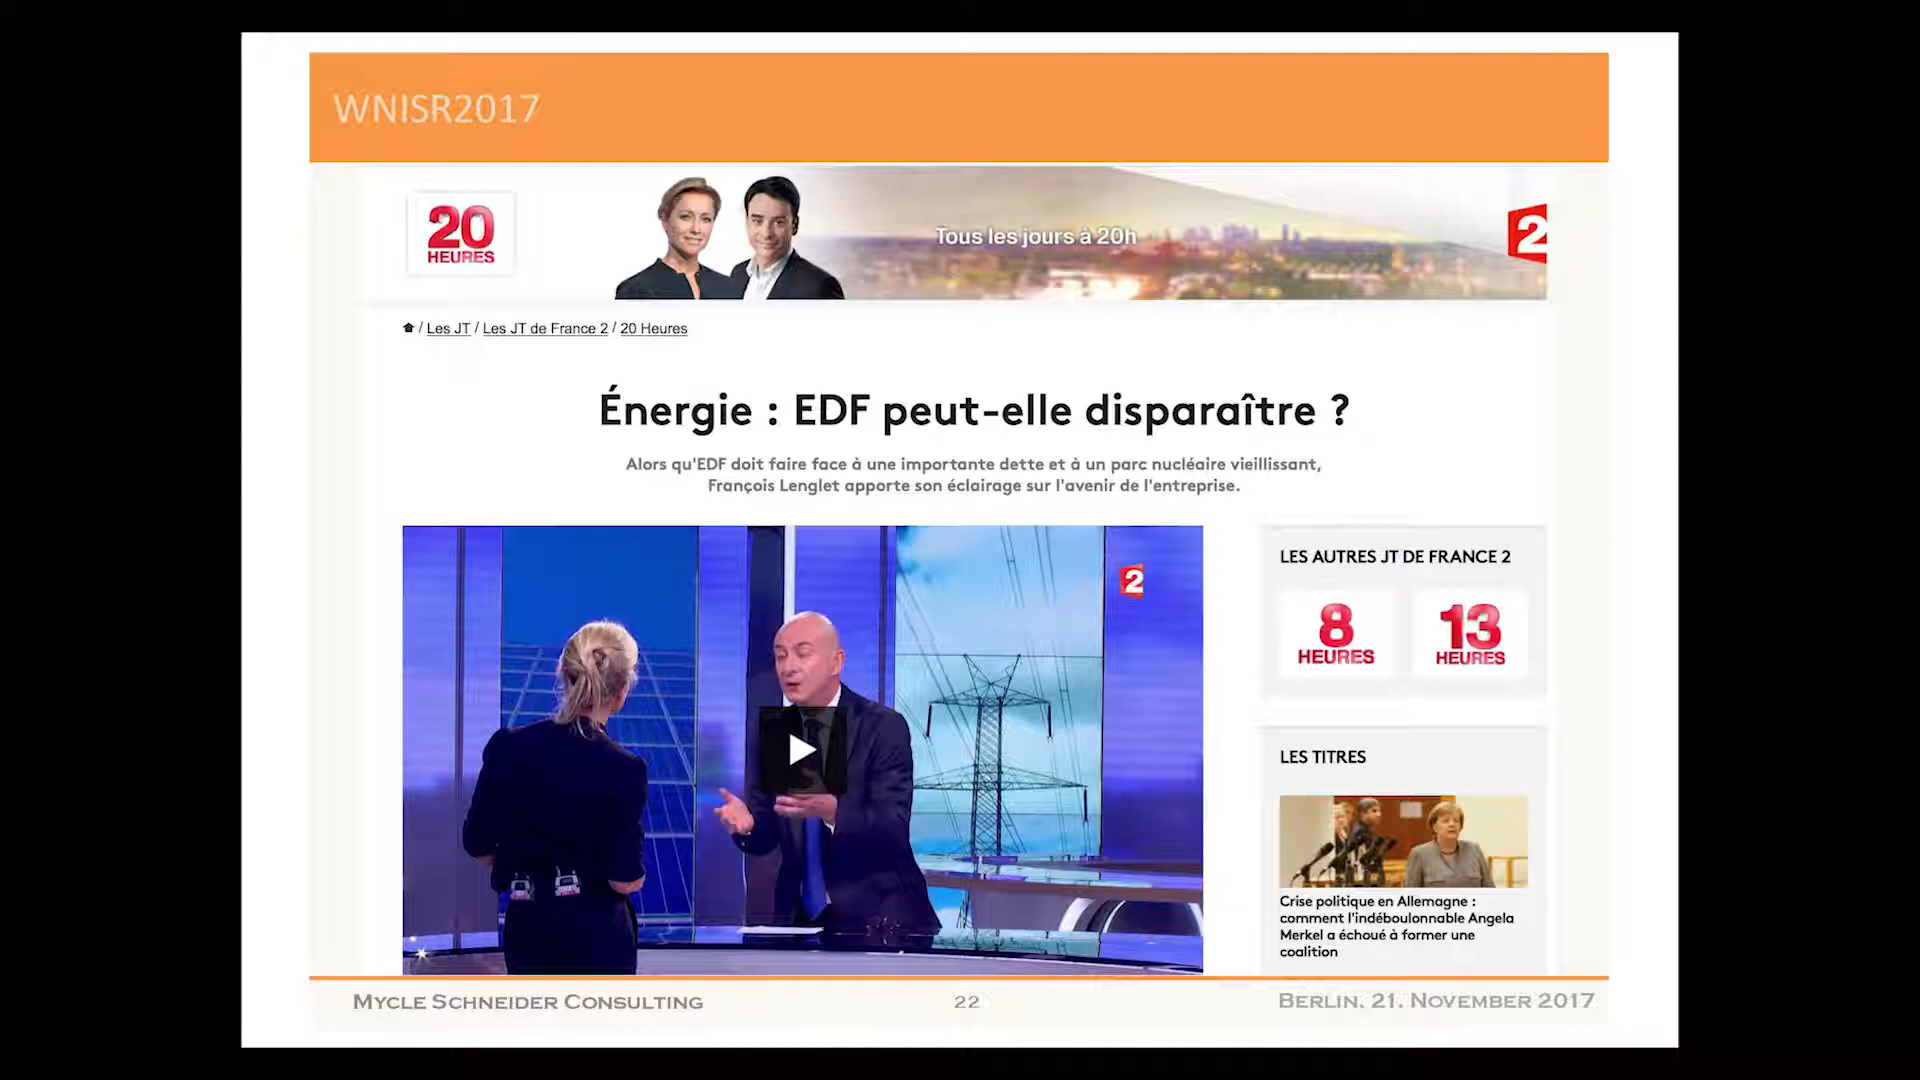 WNISR2017
20
HEURES
Tous les jours à 20h
2
/ Les JT / Les JT de France 2 / 20 Heures
Énergie : EDF peut-elle disparaître ?
Alors qu'EDF doit faire face à une importante dette et à un parc nucléaire vieillissant,
François Lenglet apporte son éclairage sur l'avenir de l'entreprise.
2
LES AUTRES JT DE FRANCE 2
8
HEURES
13
HEURES
LES TITRES
Crise politique en Allemagne :
comment l'indéboulonnable Angela
Merkel a échoué à former une
coalition
MYCLE SCHNEIDER CONSULTING
22
BERLIN, 21. NOVEMBER 2017